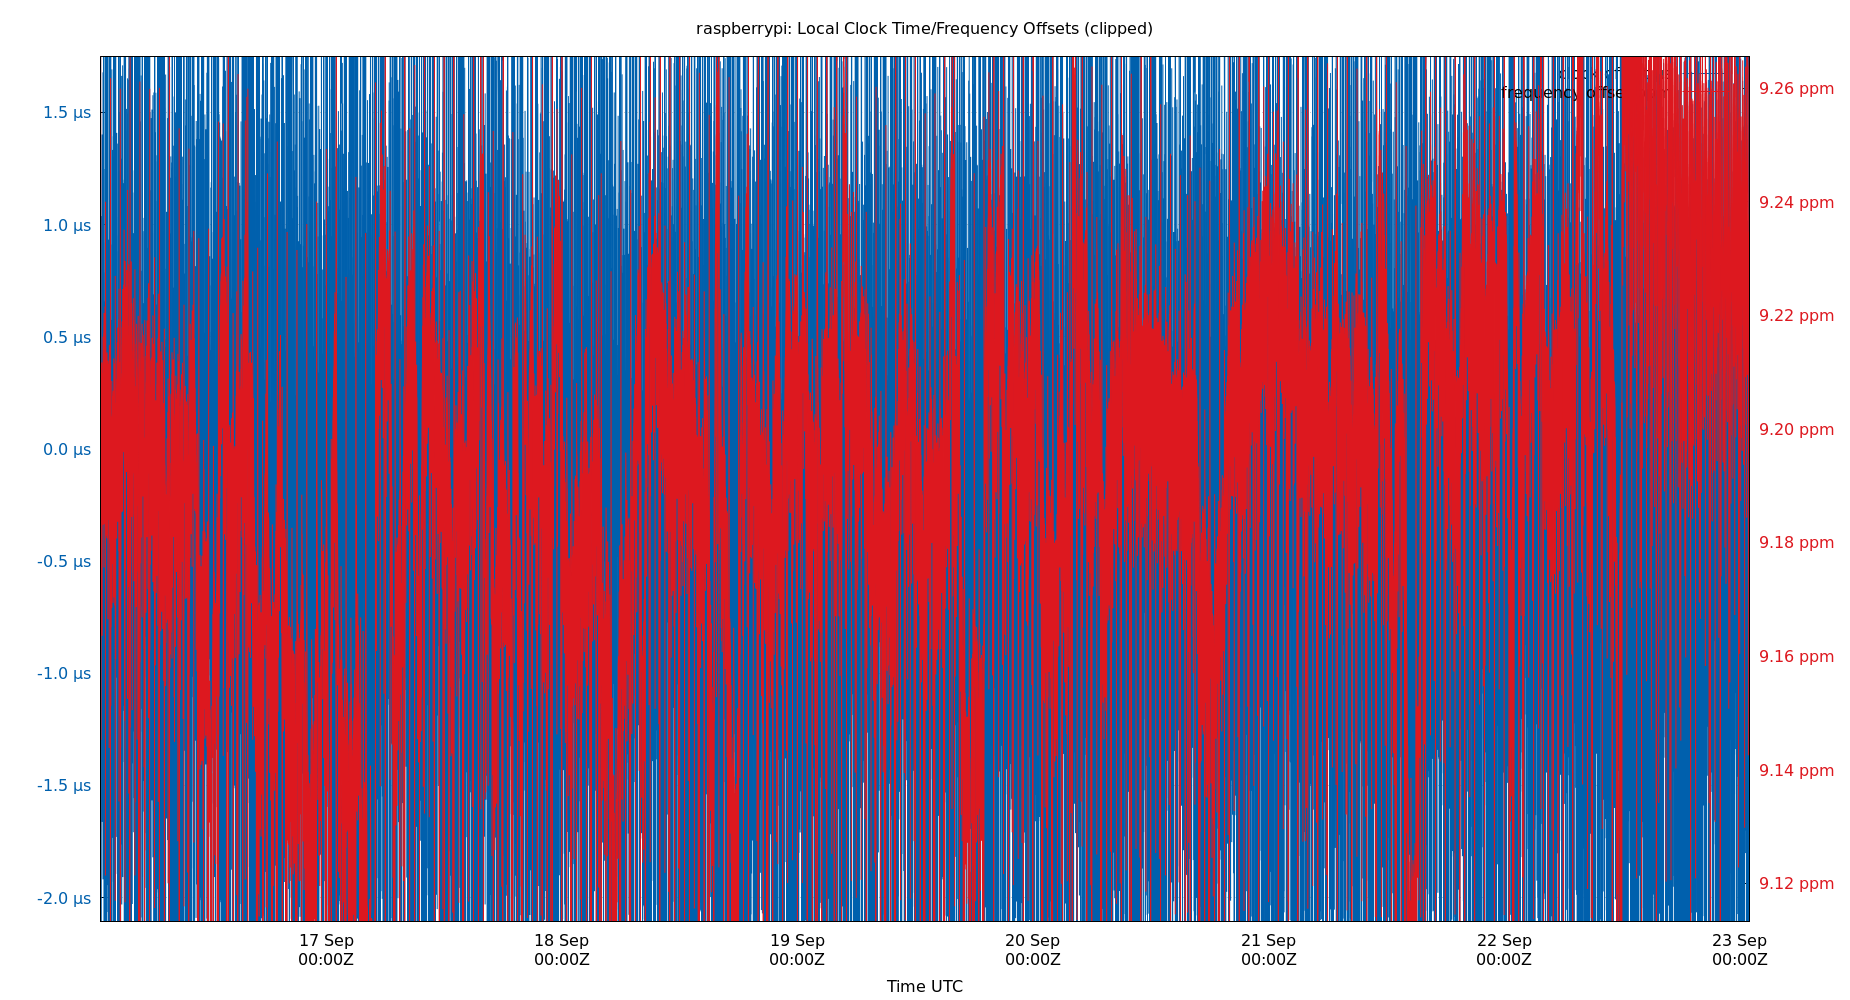 raspberrypi: Local Clock Time/Frequency Offsets (clipped)
frequency offse
1.5 µs
1.0 µs
0.5 µs
0.0 µs
-0.5 µs
-1.0 µs
-1.5 µs
-2.0 µs
9.26 ppm
9.24 ppm
9.22 ppm
9.20 ppm
9.18 ppm
9.16 ppm
9.14 ppm
9.12 ppm
17 Sep 18 Sep 19 Sep 20 Sep 21 Sep 22 Sep 23 Sep
00:00Z 00:00Z 00:00Z 00:00Z 00:00Z 00:00Z 00:00Z
Time UTC